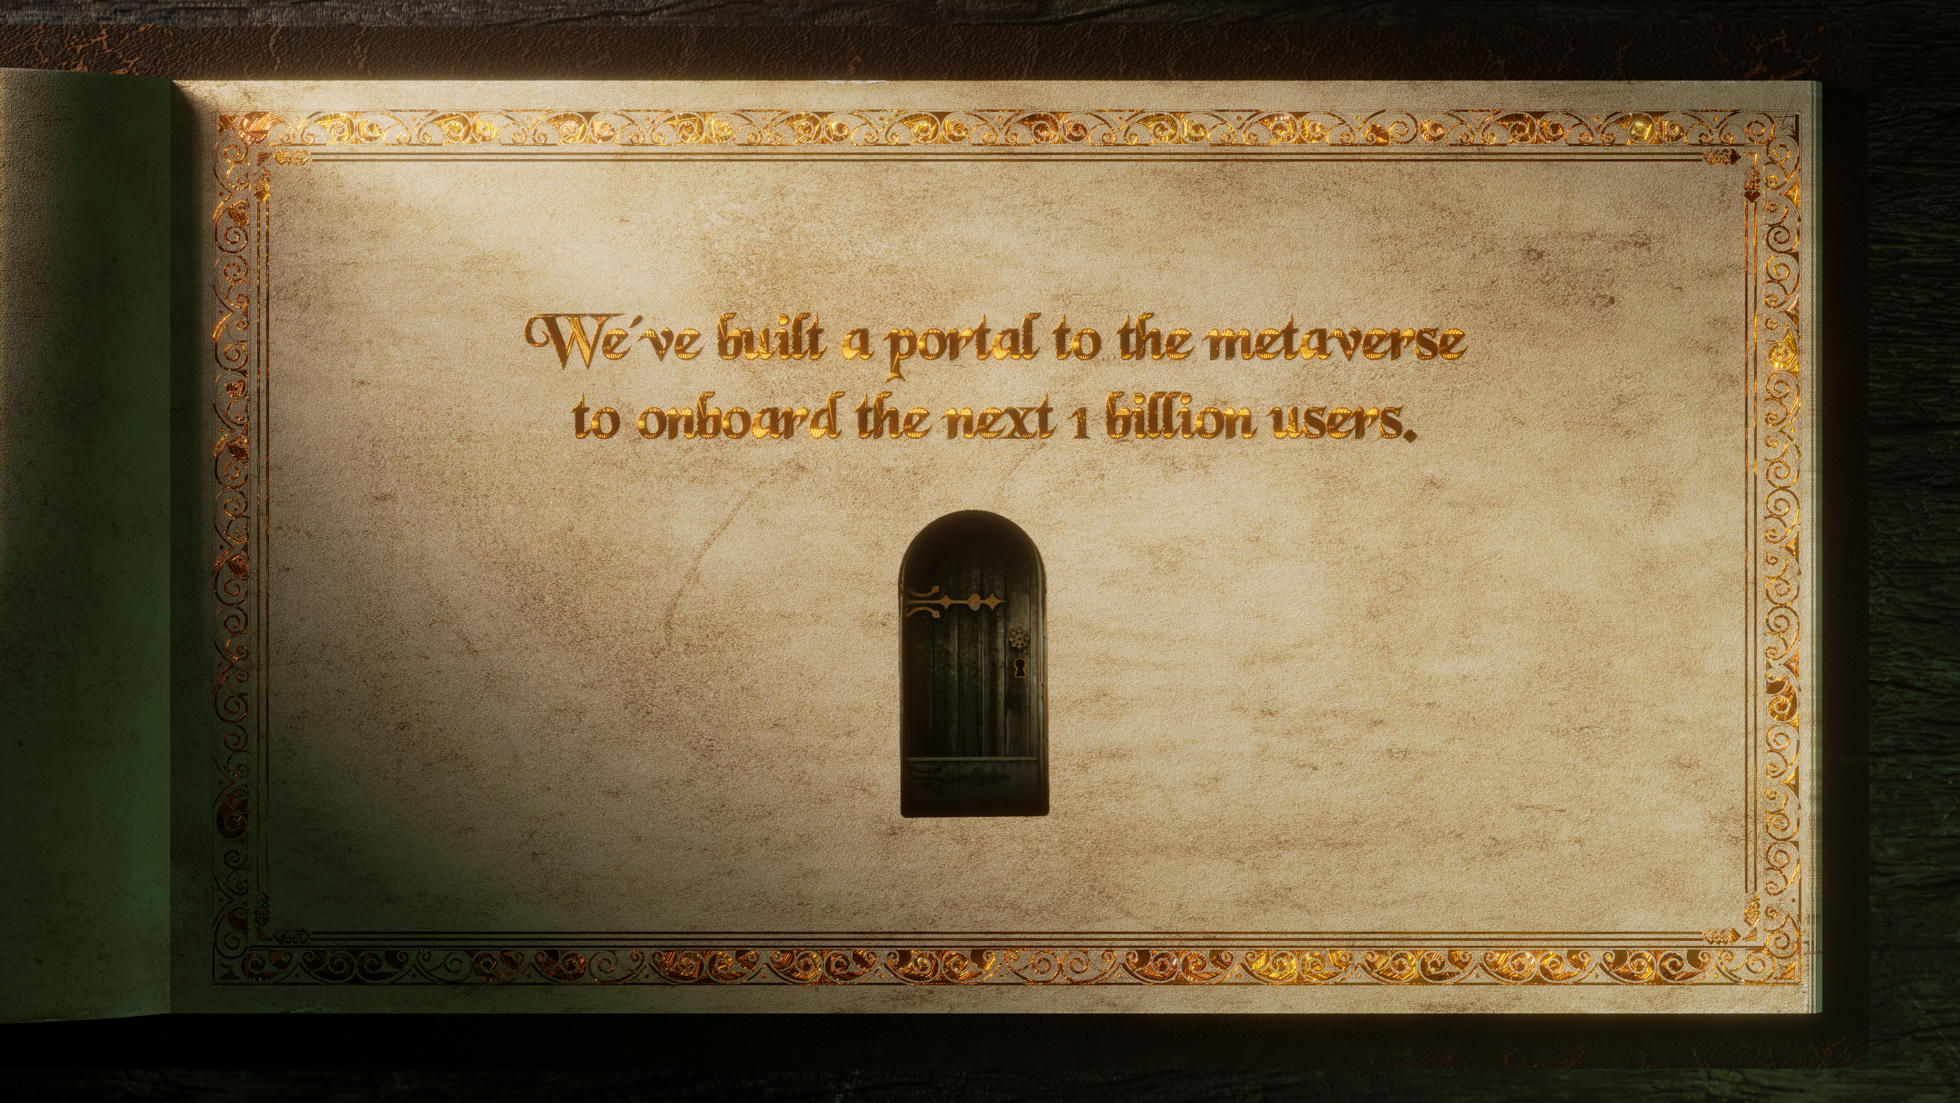 We´ve built a portal to the metaverse
to onboard the next 1 billion users.